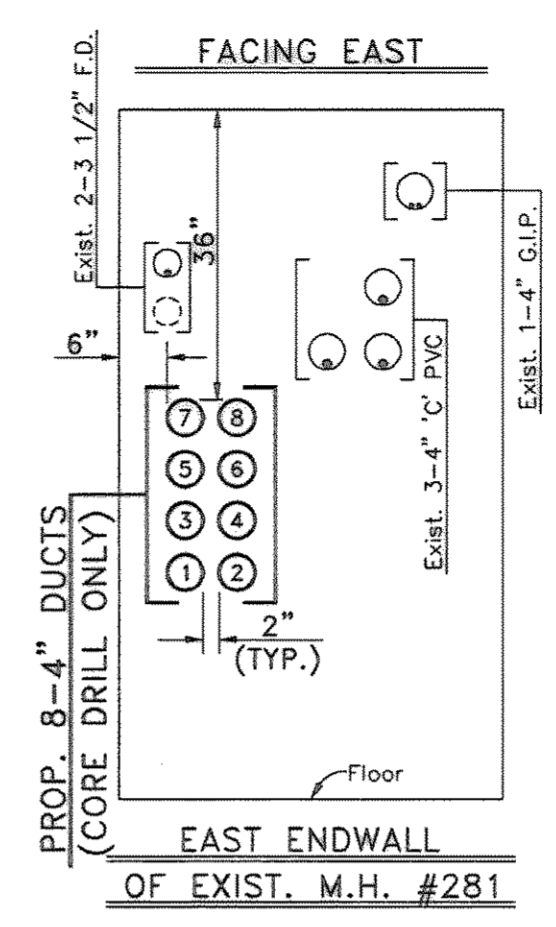 FACING EAST
Exist. 2-3 1/2" F.D.
36"
6"
Exist. 1-4" G.I.P.
Exist. 3-4" 'C' PVC
7 8
5 6
3 4
1 2
PROP. 8-4" DUCTS
(CORE DRILL ONLY)
2"
(TYP.)
Floor
EAST ENDWALL
OF EXIST. M.H. #281